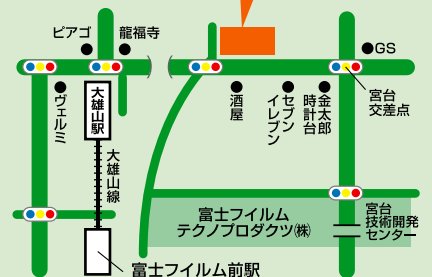 ピアゴ
龍福寺
GS
ヴェルミ
大雄山駅
酒屋
セブン
イレブン
金太郎
時計台
宮台
交差点
大雄山線
富士フイルム
テクノプロダクツ㈱
宮台
技術開発
センター
富士フイルム前駅